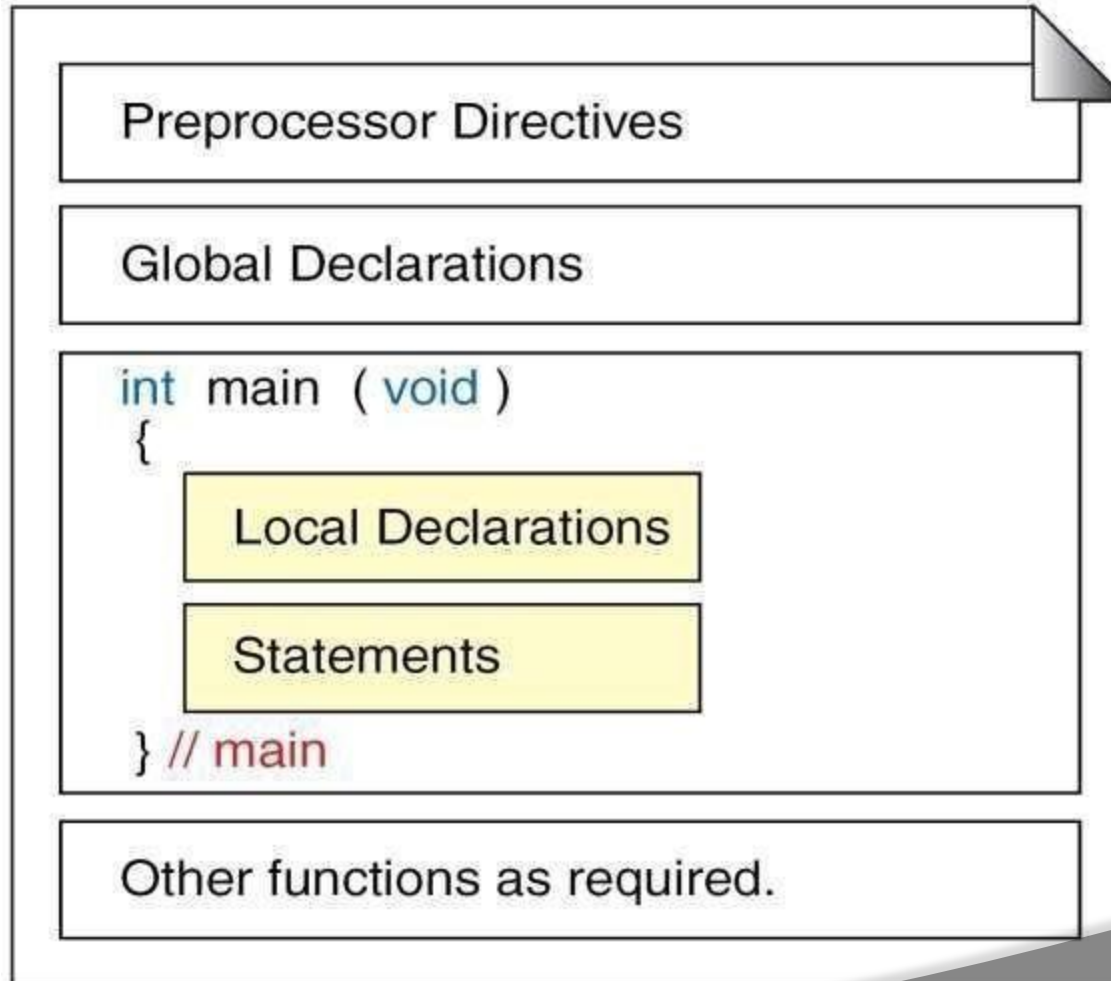 Preprocessor Directives
Global Declarations
int main ( void )
{
Local Declarations
Statements
} // main
Other functions as required.